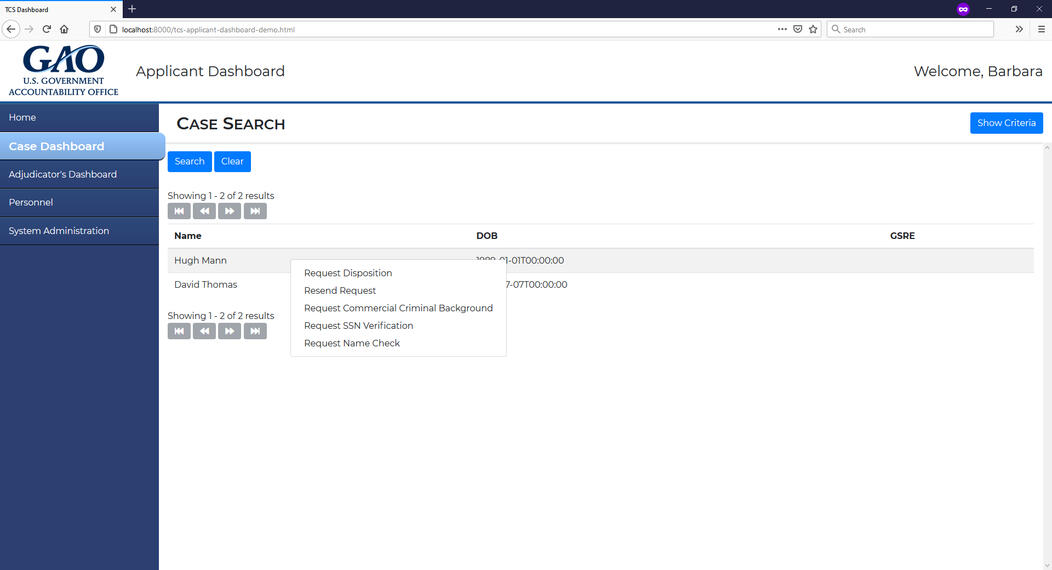 TCS Dashboard
localhost:8000/tcs-applicant-dashboard-demo.html
Search
GAO
U.S. GOVERNMENT
ACCOUNTABILITY OFFICE
Applicant Dashboard
Welcome, Barbara
Home
Case Dashboard
Adjudicator's Dashboard
Personnel
System Administration
CASE SEARCH
Show Criteria
Search Clear
Showing 1 - 2 of 2 results
Name DOB GSRE
Hugh Mann 1-01T00:00:00
David Thomas 7-07T00:00:00
Request Disposition
Resend Request
Request Commercial Criminal Background
Request SSN Verification
Request Name Check
Showing 1 - 2 of 2 results